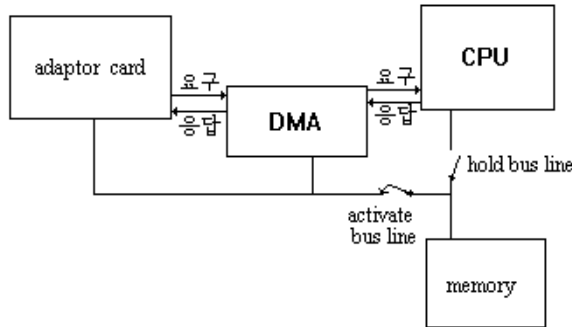 adaptor card
요구
응답
DMA
요구
응답
CPU
hold bus line
activate
bus line
memory